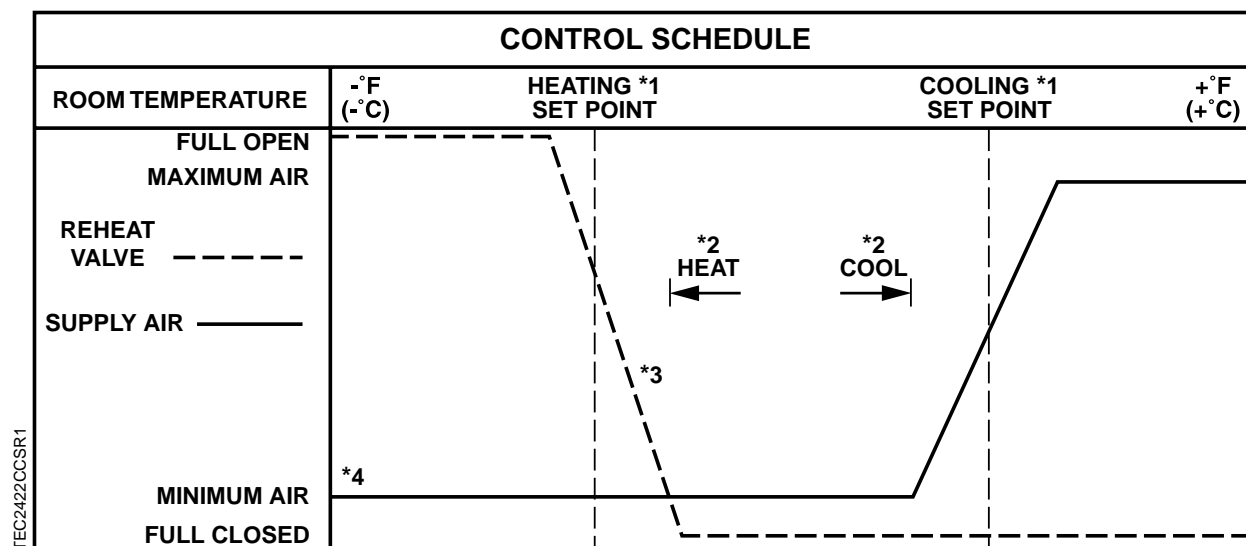 CONTROL SCHEDULE
ROOM TEMPERATURE
-°F
(-°C)
HEATING *1
SET POINT
COOLING *1
SET POINT
+°F
(+°C)
FULL OPEN
MAXIMUM AIR
REHEAT
VALVE
*2
HEAT
*2
COOL
SUPPLY AIR
*3
*4
MINIMUM AIR
FULL CLOSED
TEC2422CCSR1